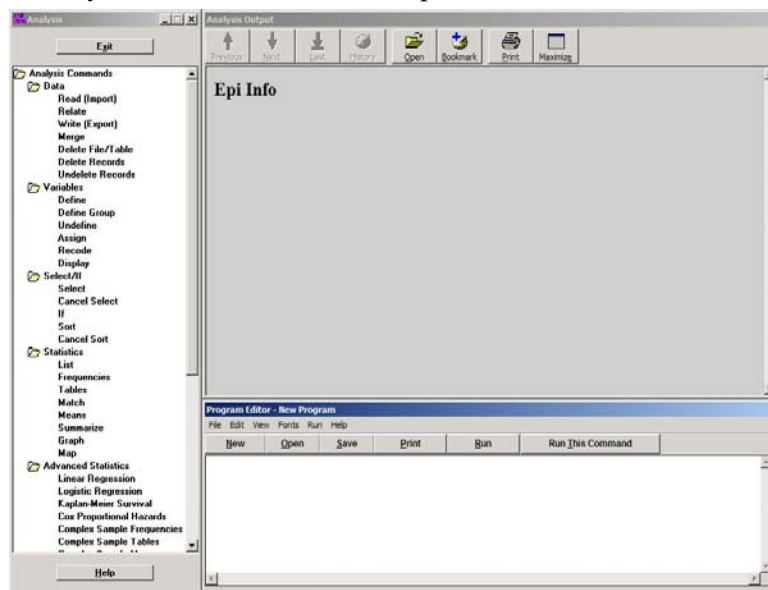 Analysis
Exit
Analysis Commands
Data
Read (Import)
Relate
Write (Export)
Merge
Delete File/Table
Delete Records
Undelete Records
Variables
Define
Define Group
Undefine
Assign
Recode
Display
Select/If
Select
Cancel Select
If
Sort
Cancel Sort
Statistics
List
Frequencies
Tables
Match
Means
Summarize
Graph
Map
Advanced Statistics
Linear Regression
Logistic Regression
Kaplan-Meier Survival
Cox Proportional Hazards
Complex Sample Frequencies
Complex Sample Tables
Help
Analysis Output
Previous Next Last History Open Bookmark Print Maximize
Epi Info
Program Editor - New Program
File Edit View Fonts Run Help
New Open Save Print Run Run This Command